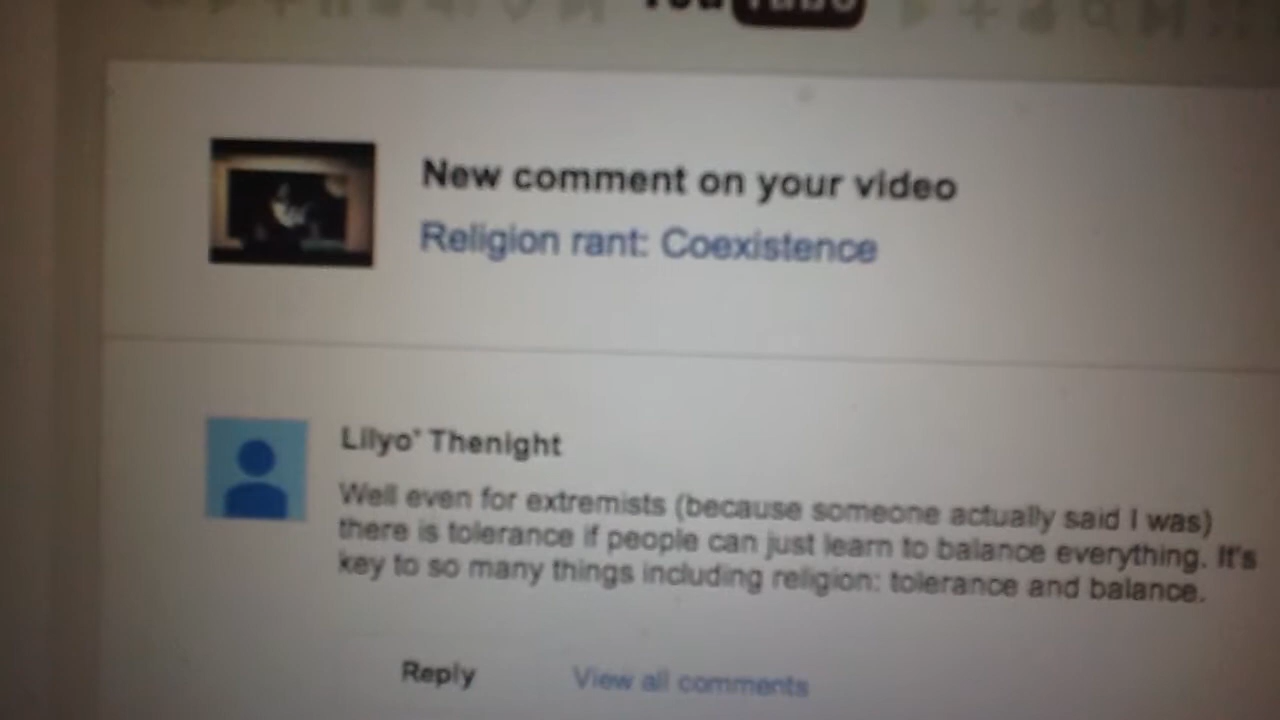 You Tube
New comment on your video
Religion rant: Coexistence
Lilyo' Thenight
Well even for extremists (because someone actually said I was)
there is tolerance if people can just learn to balance everything. It's
key to so many things including religion: tolerance and balance.
Reply View all comments